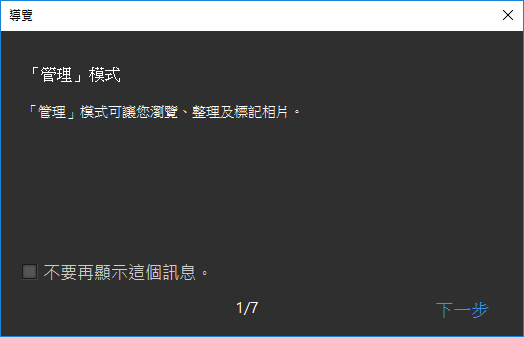 導覽
「管理」模式
「管理」模式可讓您瀏覽、整理及標記相片。
不要再顯示這個訊息。
1/7
下一步